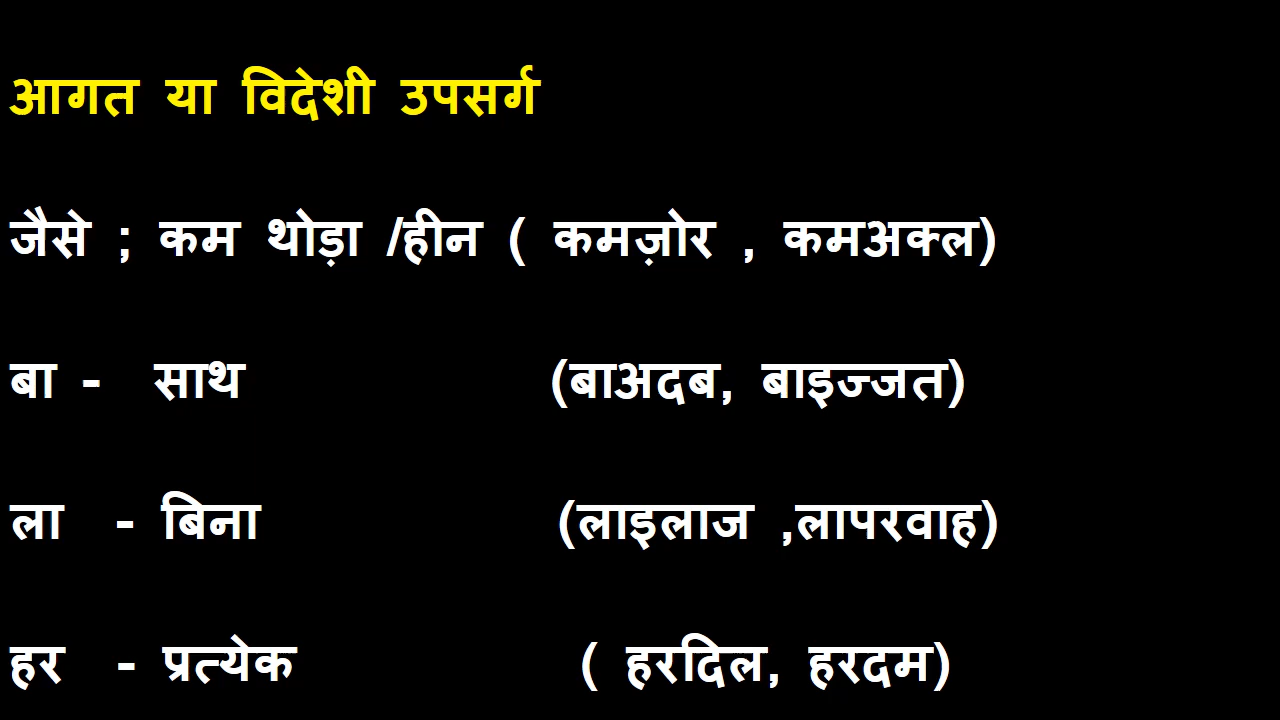 आगत या विदेशी उपसर्ग
जैसे ; कम थोड़ा /हीन ( कमज़ोर , कमअक्ल)
बा - साथ (बाअदब, बाइज्जत)
ला - बिना (लाइलाज ,लापरवाह)
हर - प्रत्येक ( हरदिल, हरदम)